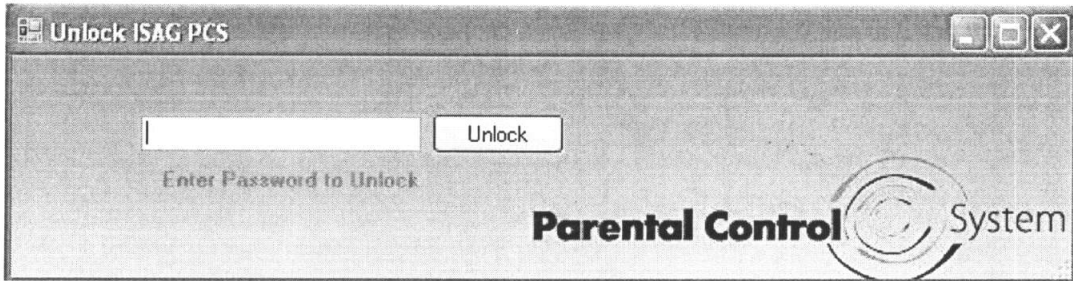 Unlock ISAG PCS
Unlock
Enter Password to Unlock
Parental Control System